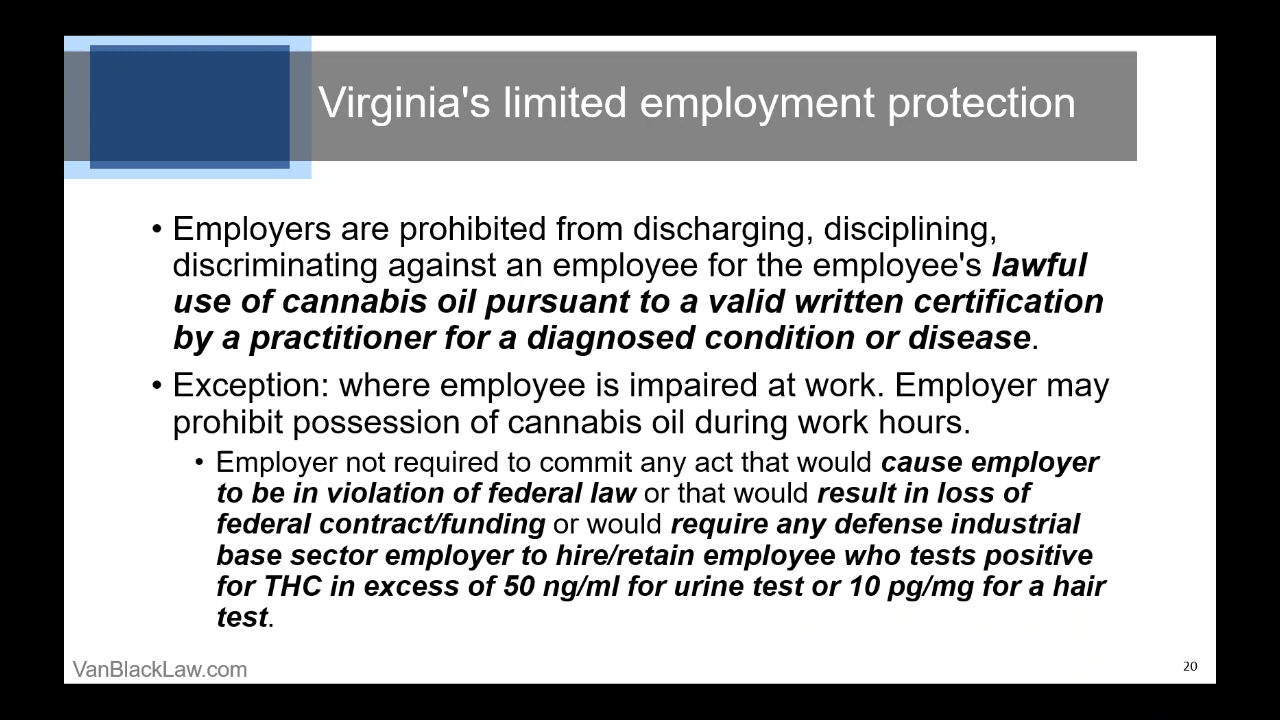 Virginia's limited employment protection
• Employers are prohibited from discharging, disciplining,
discriminating against an employee for the employee's lawful
use of cannabis oil pursuant to a valid written certification
by a practitioner for a diagnosed condition or disease.
• Exception: where employee is impaired at work. Employer may
prohibit possession of cannabis oil during work hours.
• Employer not required to commit any act that would cause employer
to be in violation of federal law or that would result in loss of
federal contract/funding or would require any defense industrial
base sector employer to hire/retain employee who tests positive
for THC in excess of 50 ng/ml for urine test or 10 pg/mg for a hair
test.
VanBlackLaw.com
20